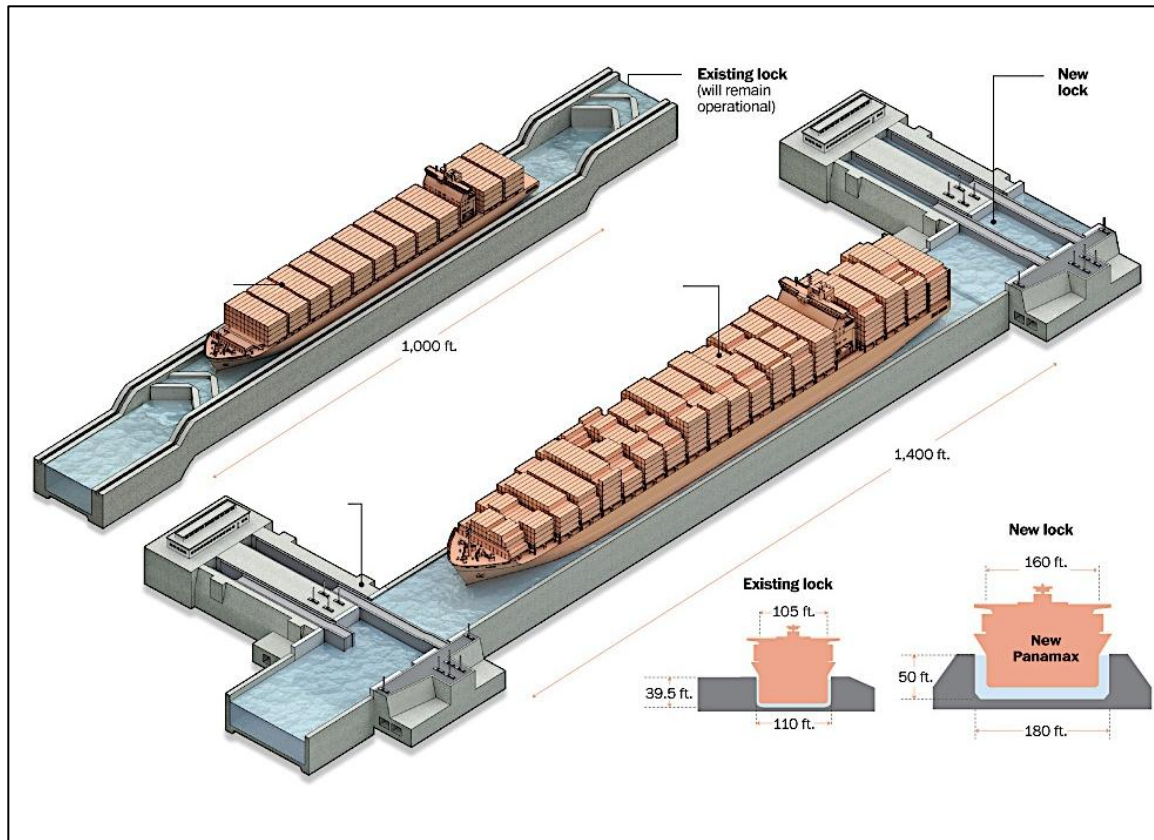 Existing lock
(will remain
operational)
New
lock
1,000 ft.
1,400 ft.
Existing lock
105 ft.
39.5 ft.
110 ft.
New lock
160 ft.
New
Panamax
50 ft.
180 ft.